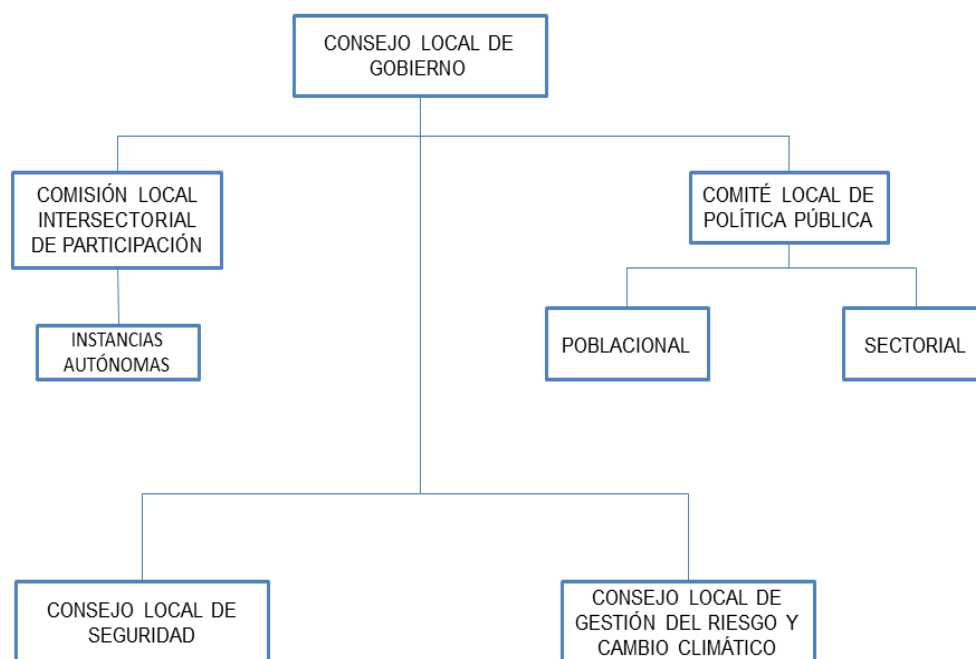 CONSEJO LOCAL DE
GOBIERNO
COMISIÓN LOCAL
INTERSECTORIAL
DE PARTICIPACIÓN
COMITÉ LOCAL DE
POLÍTICA PÚBLICA
INSTANCIAS
AUTÓNOMAS
POBLACIONAL
SECTORIAL
CONSEJO LOCAL DE
SEGURIDAD
CONSEJO LOCAL DE
GESTIÓN DEL RIESGO Y
CAMBIO CLIMÁTICO